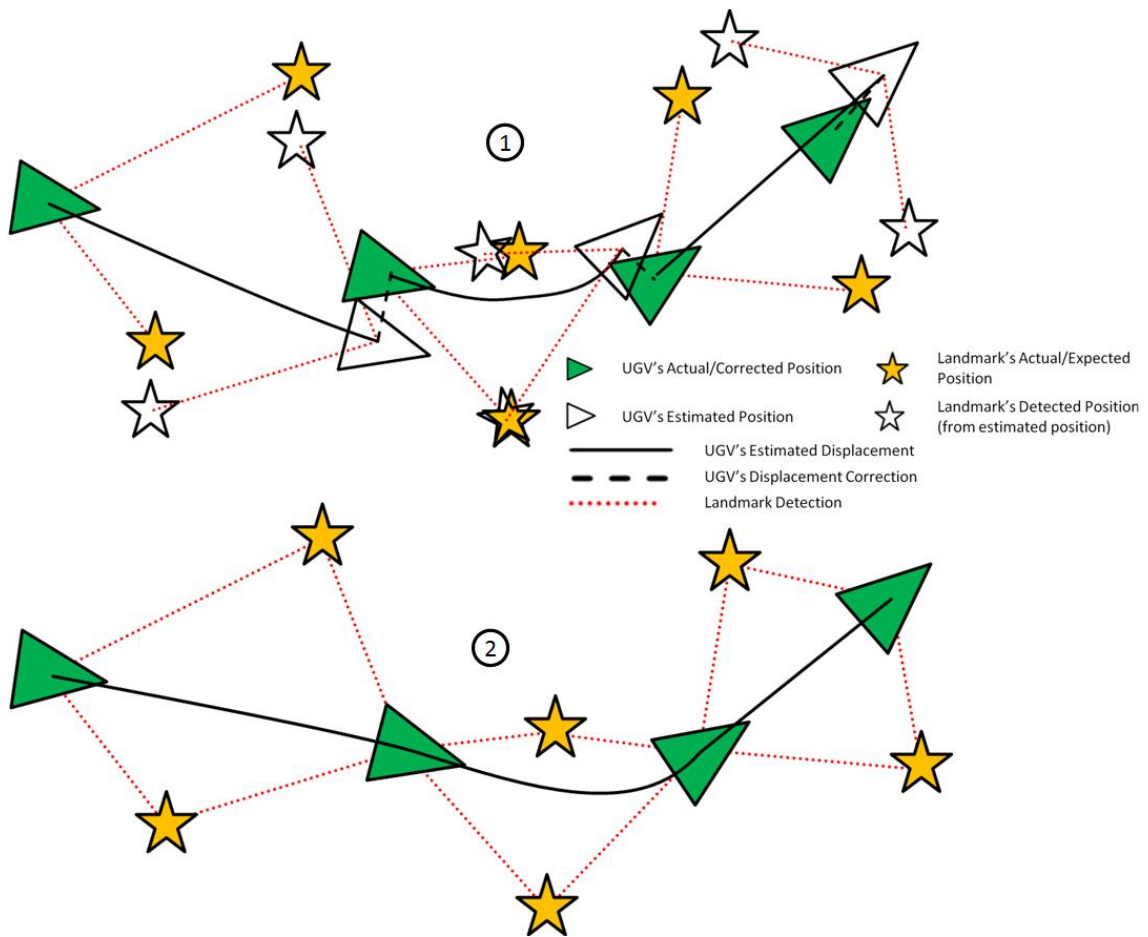 1
UGV's Actual/Corrected Position
Landmark's Actual/Expected
Position
UGV's Estimated Position
Landmark's Detected Position
(from estimated position)
UGV's Estimated Displacement
UGV's Displacement Correction
Landmark Detection
2